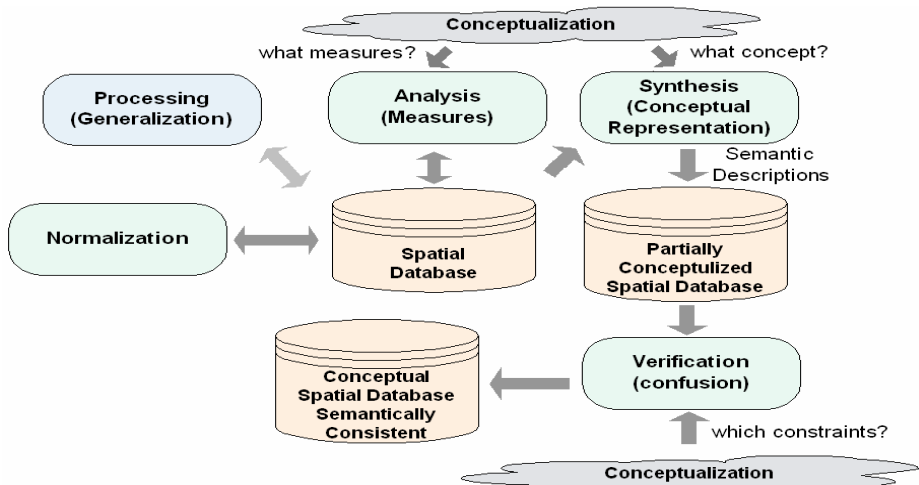 Conceptualization
what measures?
what concept?
Processing
(Generalization)
Analysis
(Measures)
Synthesis
(Conceptual
Representation)
Semantic
Descriptions
Normalization
Spatial
Database
Partially
Conceptulized
Spatial Database
Conceptual
Spatial Database
Semantically
Consistent
Verification
(confusion)
which constraints?
Conceptualization